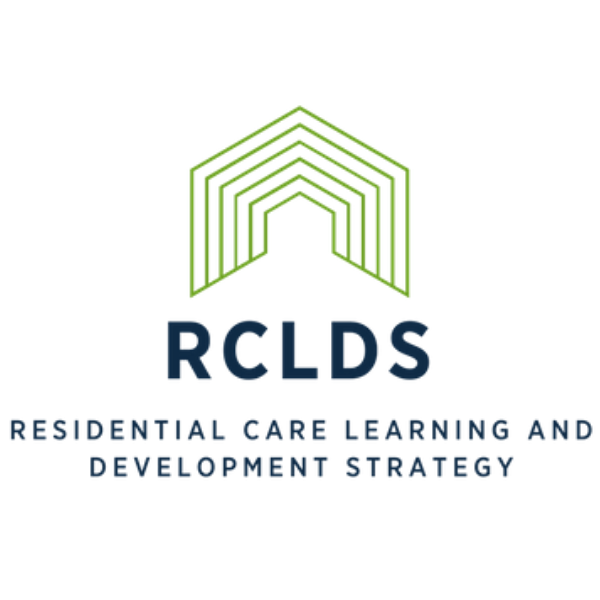 RCLDS
RESIDENTIAL CARE LEARNING AND
DEVELOPMENT STRATEGY